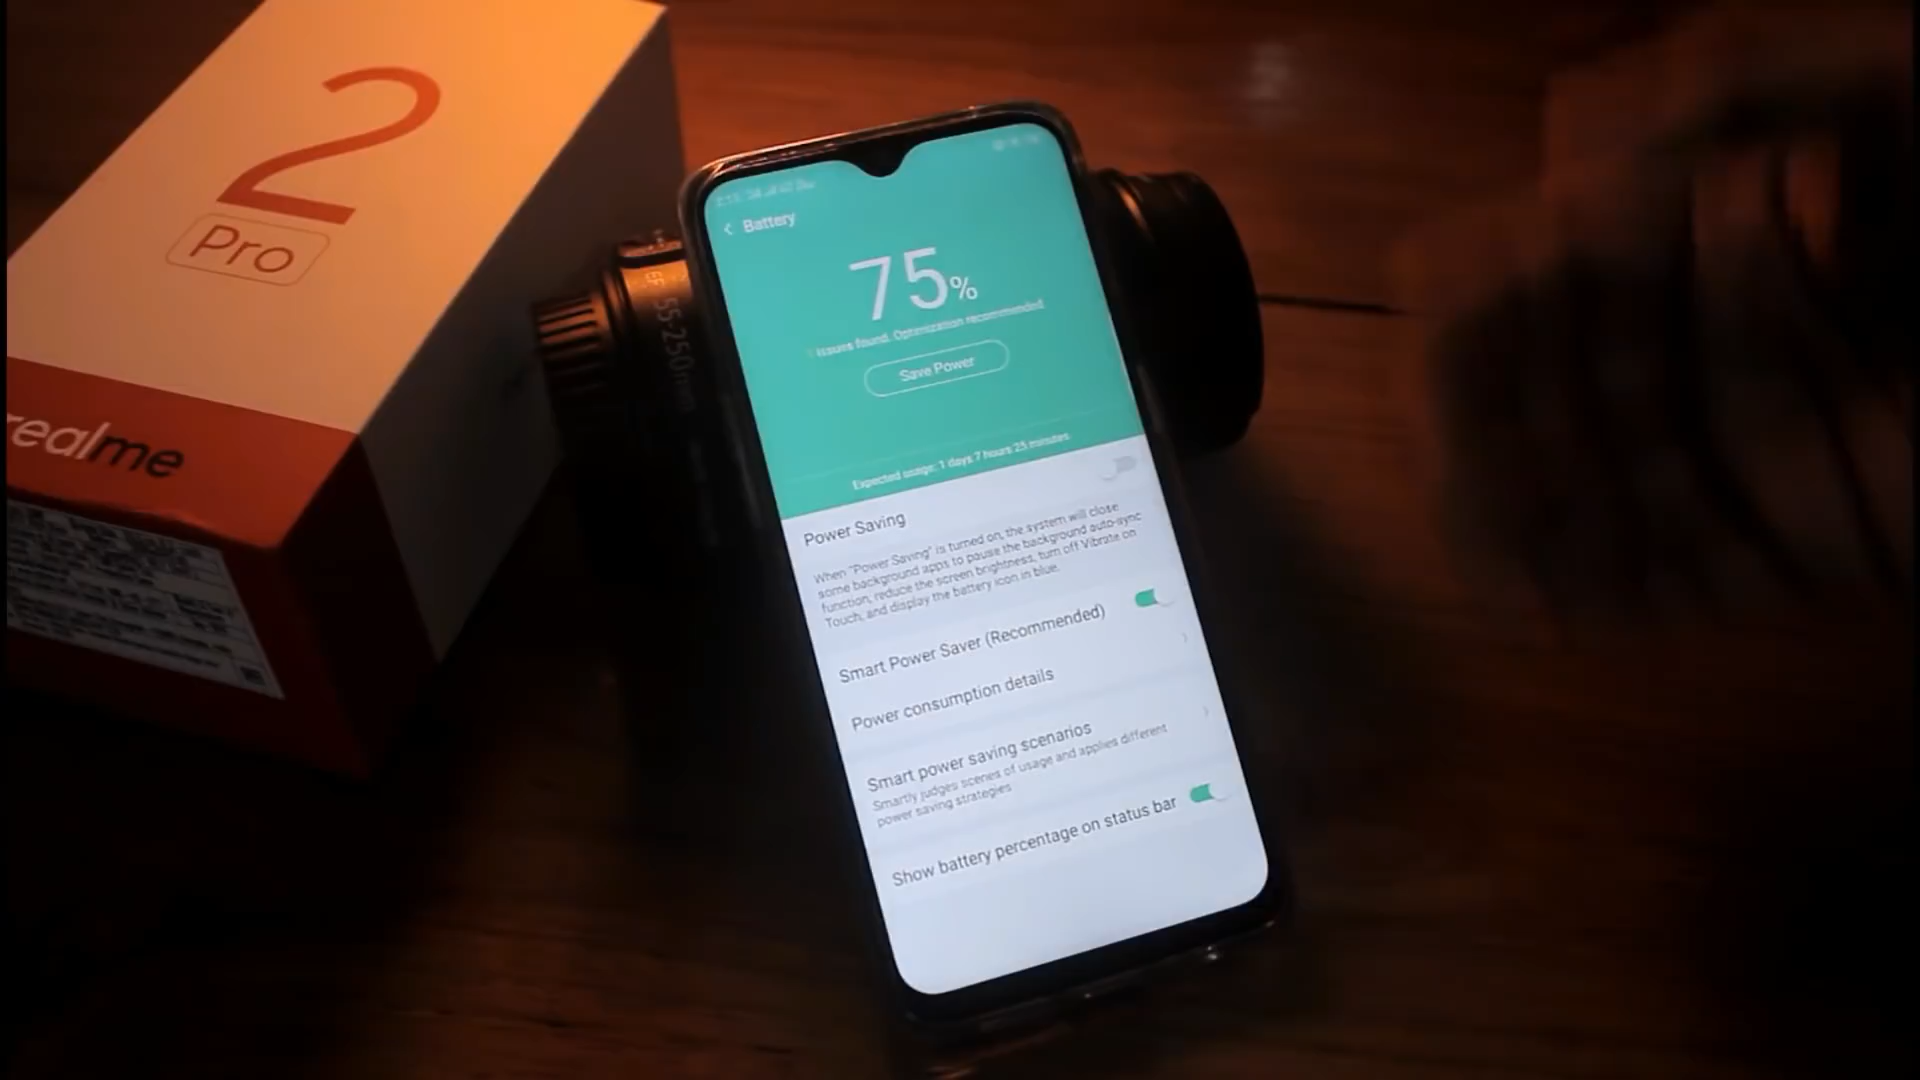 2
Pro
realme
EF
55-250mm
Battery
75%
issues found. Optimization recommended
Save Power
Expected usage: 1 days 7 hours 25 minutes
Power Saving
When "Power Saving" is turned on, the system will close
some background apps to pause the background auto-sync
function, reduce the screen brightness, turn off Vibrate on
Touch, and display the battery icon in blue.
Smart Power Saver (Recommended)
Power consumption details
Smart power saving scenarios
Smartly judges scenes of usage and applies different
power saving strategies
Show battery percentage on status bar